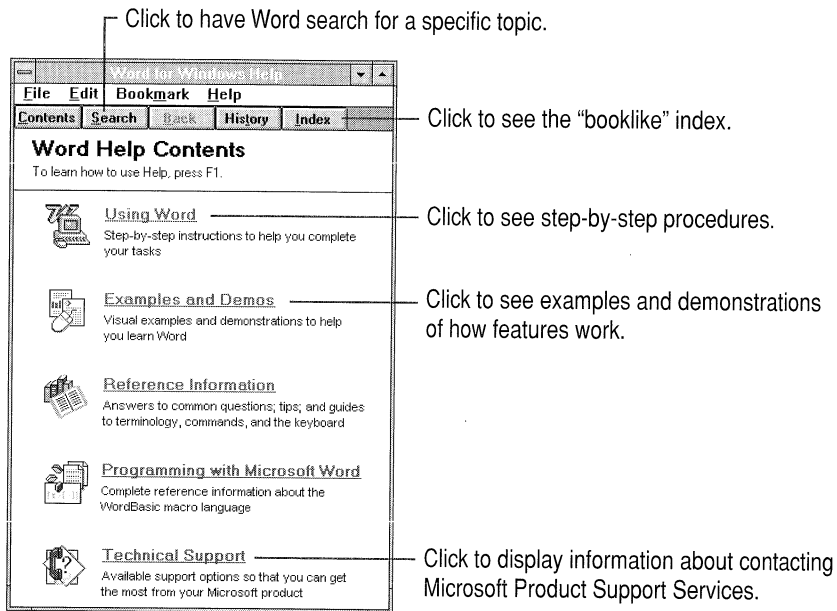 Click to have Word search for a specific topic.
Word for Windows Help
File Edit Bookmark Help
Contents Search Back History Index
Click to see the “booklike” index.
Word Help Contents
To learn how to use Help, press F1.
Using Word
Click to see step-by-step procedures.
Step-by-step instructions to help you complete
your tasks
Examples and Demos
Click to see examples and demonstrations
of how features work.
Visual examples and demonstrations to help
you learn Word
Reference Information
Answers to common questions; tips; and guides
to terminology, commands, and the keyboard
Programming with Microsoft Word
Complete reference information about the
WordBasic macro language
Technical Support
Click to display information about contacting
Microsoft Product Support Services.
Available support options so that you can get
the most from your Microsoft product